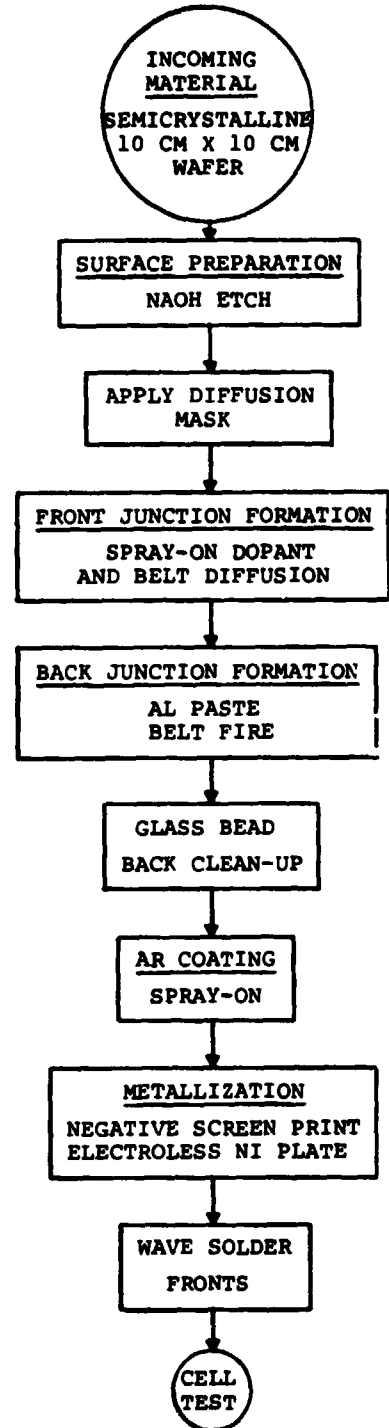 INCOMING
MATERIAL
SEMICRYSTALLINE
10 CM X 10 CM
WAFER
SURFACE PREPARATION
NAOH ETCH
APPLY DIFFUSION
MASK
FRONT JUNCTION FORMATION
SPRAY-ON DOPANT
AND BELT DIFFUSION
BACK JUNCTION FORMATION
AL PASTE
BELT FIRE
GLASS BEAD
BACK CLEAN-UP
AR COATING
SPRAY-ON
METALLIZATION
NEGATIVE SCREEN PRINT
ELECTROLESS NI PLATE
WAVE SOLDER
FRONTS
CELL
TEST